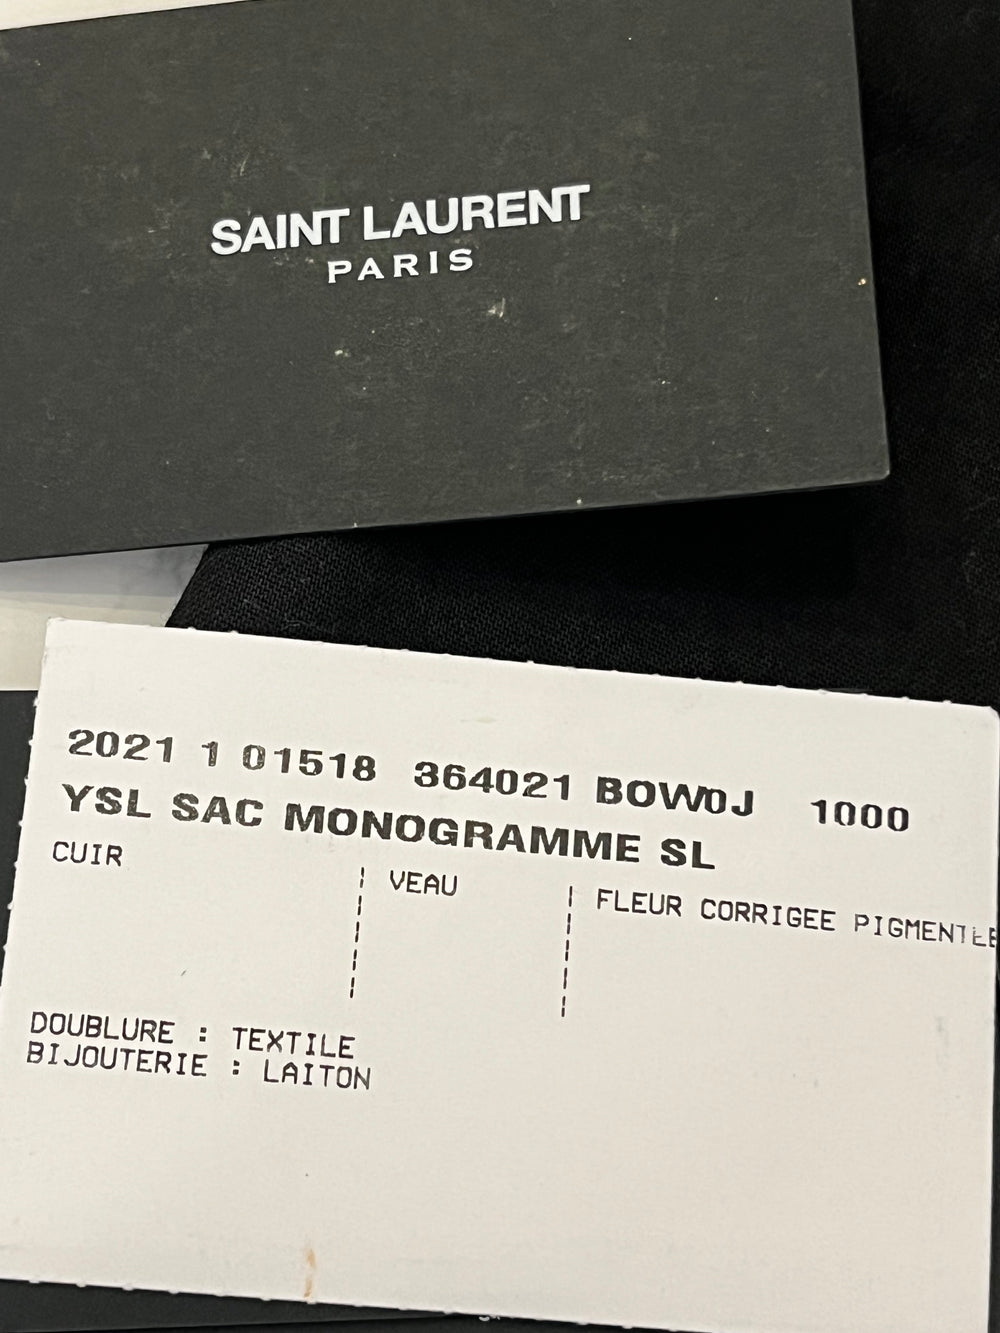 SAINT LAURENT
PARIS
2021 1 01518 364021 BOW0J 1000
YSL SAC MONOGRAMME SL
CUIR VEAU FLEUR CORRIGEE PIGMENTEE
DOUBLURE : TEXTILE
BIJOUTERIE : LAITON